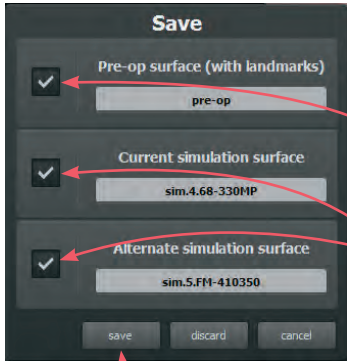 Save
Pre-op surface (with landmarks)
pre-op
Current simulation surface
sim.4.68-330MP
Alternate simulation surface
sim.5.FM-410350
save discard cancel